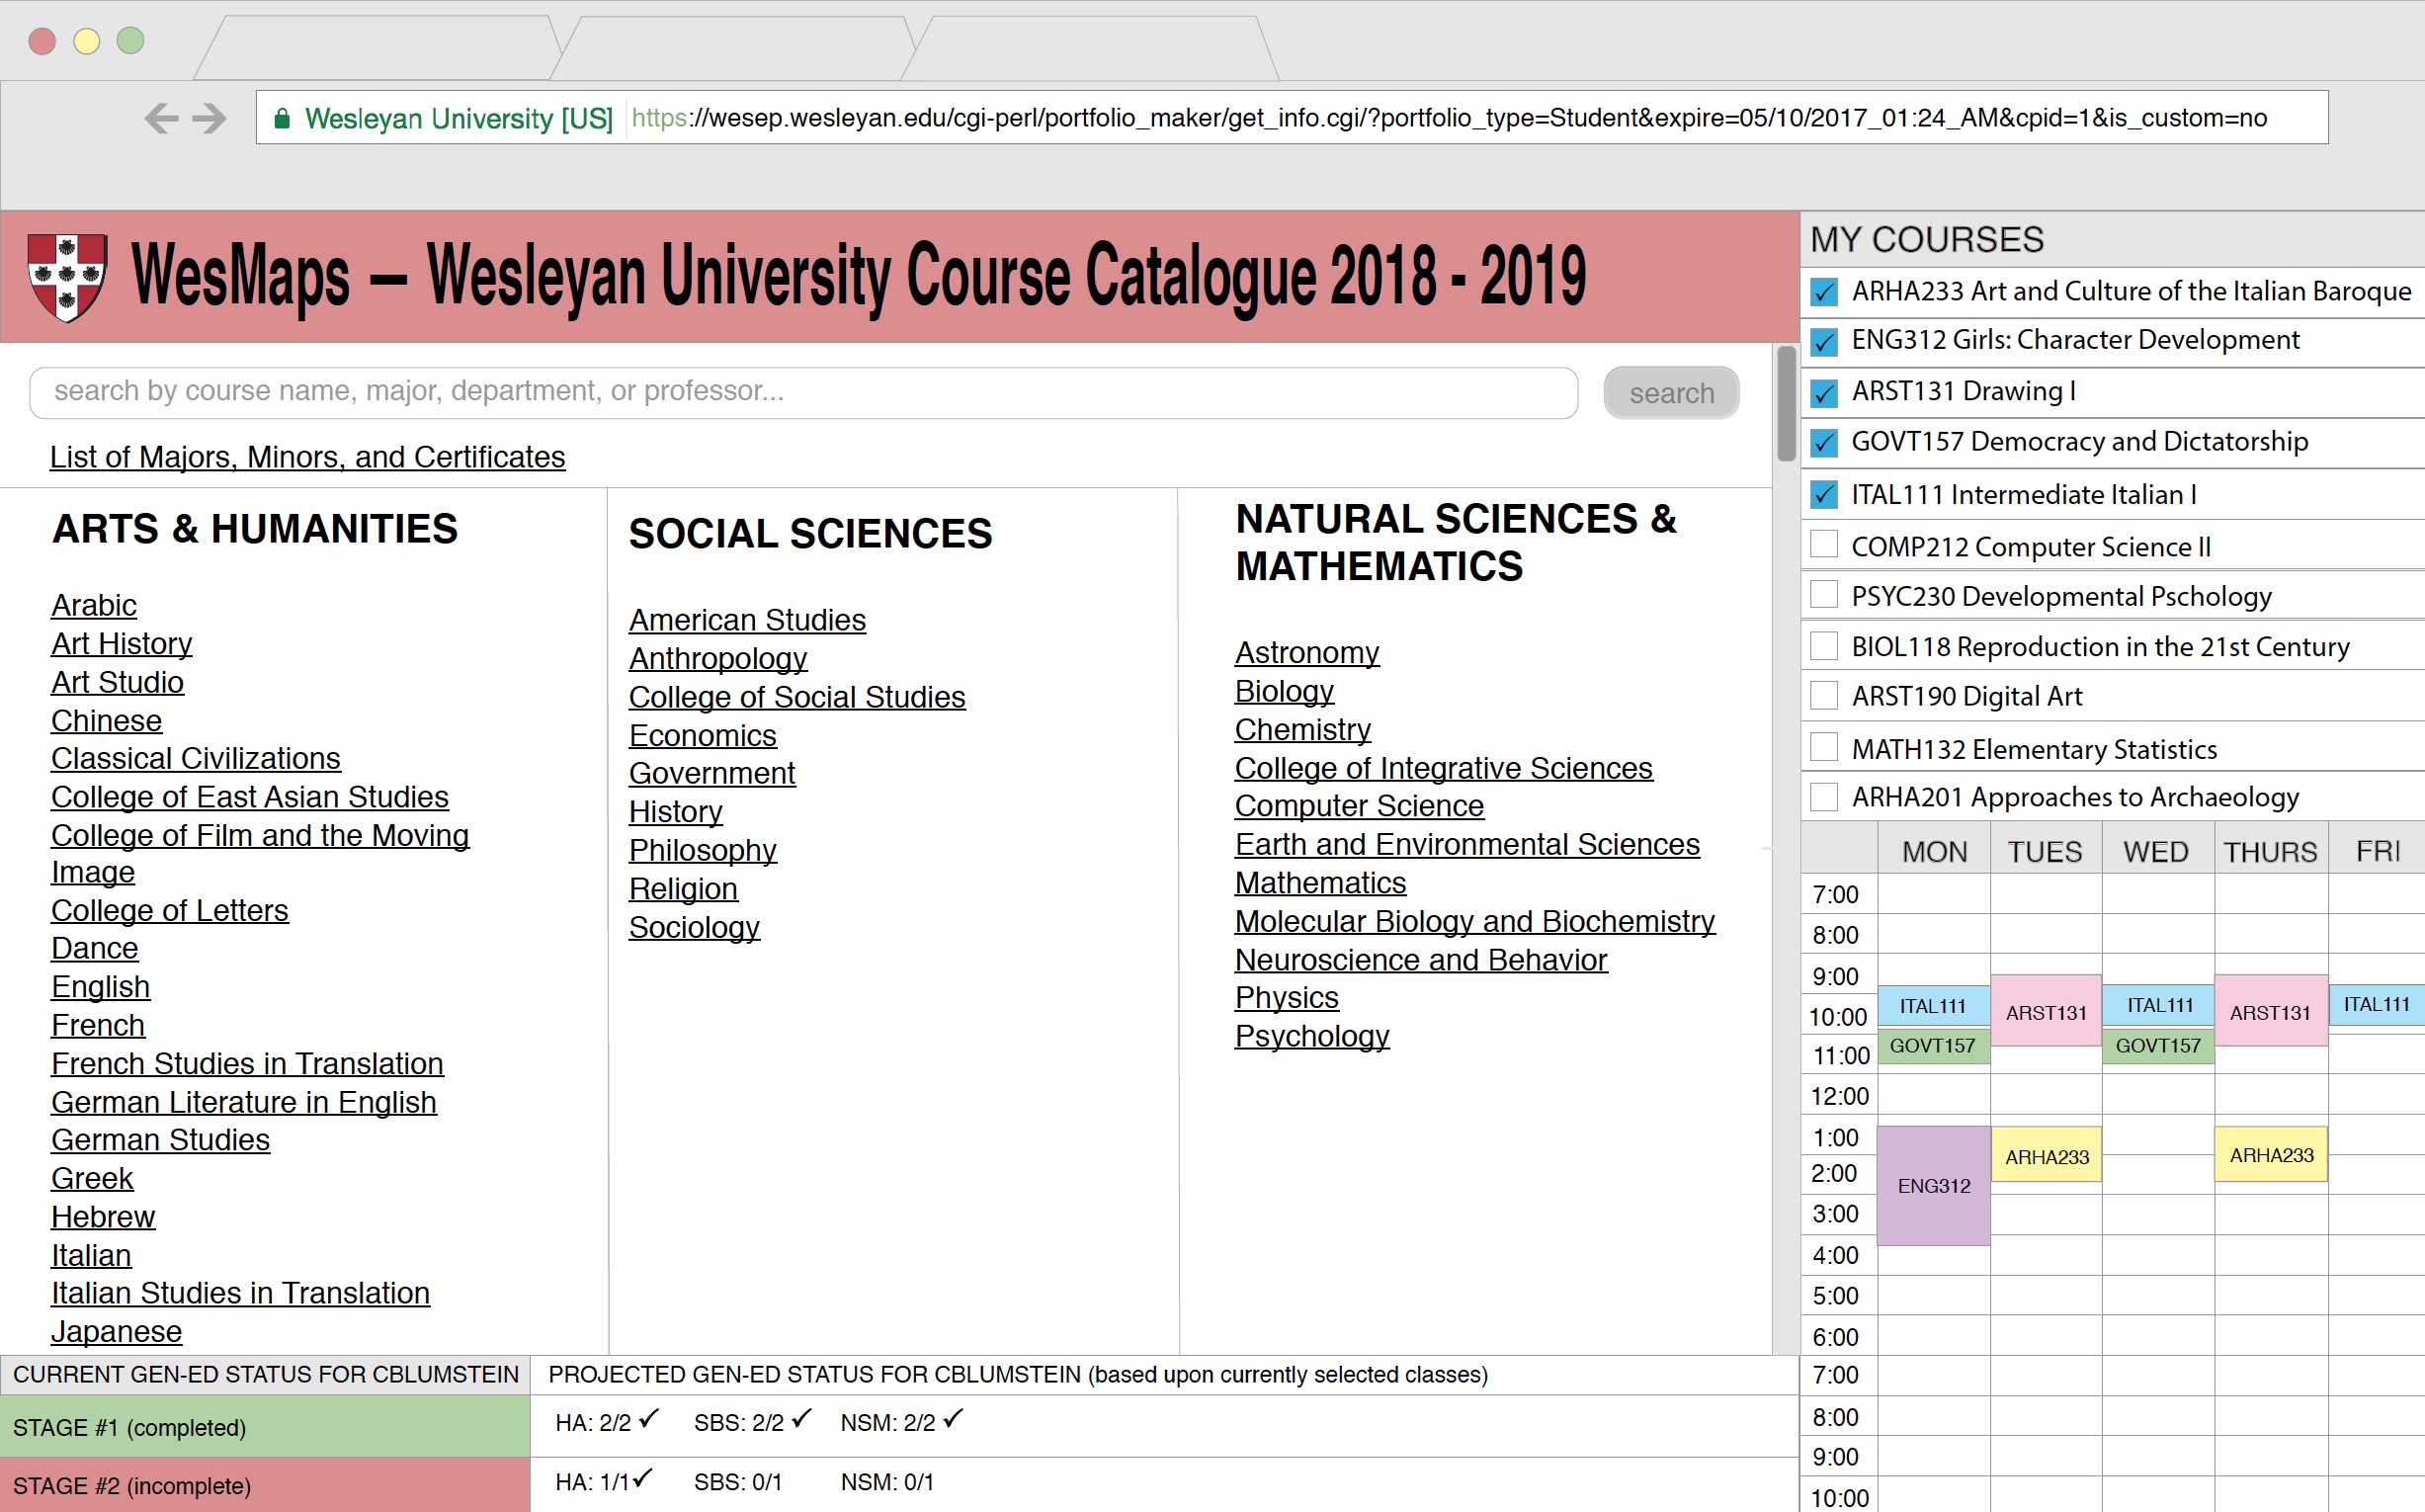 Wesleyan University [US] https://wesep.wesleyan.edu/cgi-perl/portfolio_maker/get_info.cgi/?portfolio_type=Student&expire=05/10/2017_01:24_AM&cpid=1&is_custom=no
WesMaps — Wesleyan University Course Catalogue 2018 - 2019
search by course name, major, department, or professor...
search
List of Majors, Minors, and Certificates
ARTS & HUMANITIES
Arabic
Art History
Art Studio
Chinese
Classical Civilizations
College of East Asian Studies
College of Film and the Moving
Image
College of Letters
Dance
English
French
French Studies in Translation
German Literature in English
German Studies
Greek
Hebrew
Italian
Italian Studies in Translation
Japanese
SOCIAL SCIENCES
American Studies
Anthropology
College of Social Studies
Economics
Government
History
Philosophy
Religion
Sociology
NATURAL SCIENCES &
MATHEMATICS
Astronomy
Biology
Chemistry
College of Integrative Sciences
Computer Science
Earth and Environmental Sciences
Mathematics
Molecular Biology and Biochemistry
Neuroscience and Behavior
Physics
Psychology
MY COURSES
ARHA233 Art and Culture of the Italian Baroque
ENG312 Girls: Character Development
ARST131 Drawing I
GOVT157 Democracy and Dictatorship
ITAL111 Intermediate Italian I
COMP212 Computer Science II
PSYC230 Developmental Pschology
BIOL118 Reproduction in the 21st Century
ARST190 Digital Art
MATH132 Elementary Statistics
ARHA201 Approaches to Archaeology
MON TUES WED THURS FRI
7:00
8:00
9:00
ITAL111 ARST131 ITAL111 ARST131 ITAL111
10:00
GOVT157 GOVT157
11:00
12:00
1:00
ARHA233 ARHA233
2:00
ENG312
3:00
4:00
5:00
6:00
7:00
8:00
9:00
10:00
CURRENT GEN-ED STATUS FOR CBLUMSTEIN
PROJECTED GEN-ED STATUS FOR CBLUMSTEIN (based upon currently selected classes)
STAGE #1 (completed)
HA: 2/2 ✓ SBS: 2/2 ✓ NSM: 2/2 ✓
STAGE #2 (incomplete)
HA: 1/1 ✓ SBS: 0/1 NSM: 0/1